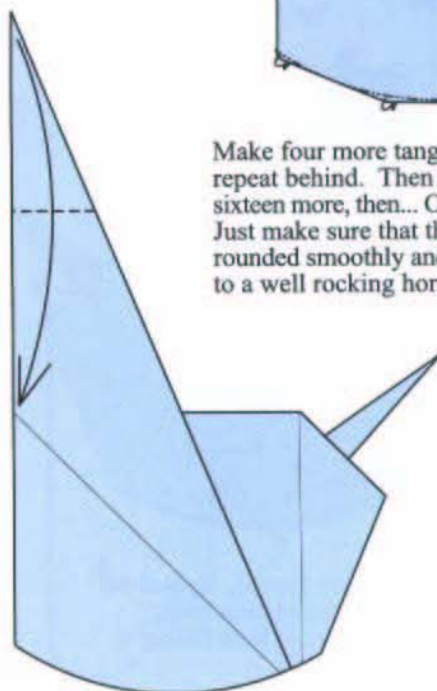 Make four more tang
repeat behind. Then
sixteen more, then...
Just make sure that
rounded smoothly and
to a well rocking hor